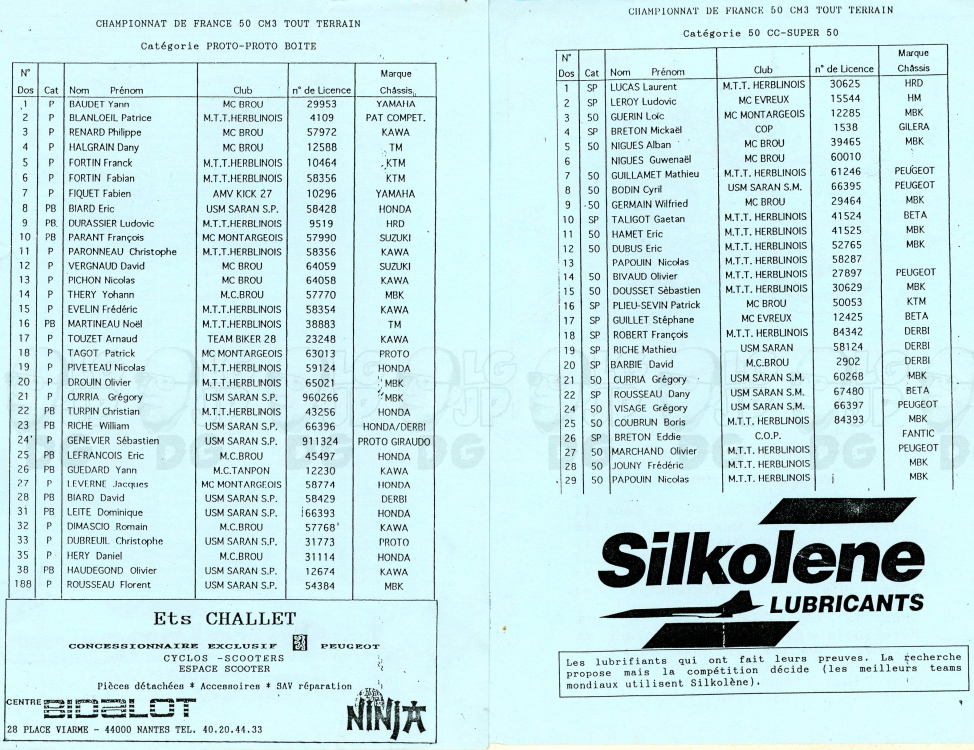 CHAMPIONNAT DE FRANCE 50 CM3 TOUT TERRAIN
Catégorie PROTO-PROTO BOITE
N° Dos Cat Nom Prénom Club n° de Licence Marque Châssis
1 P BAUDET Yann MC BROU 29953 YAMAHA
2 P BLANLOEIL Patrice M.T.T.HERBLINOIS 4109 PAT COMPET.
3 P RENARD Philippe MC BROU 57972 KAWA
4 P HALGRAIN Dany MC BROU 12588 TM
5 P FORTIN Franck M.T.T.HERBLINOIS 10464 KTM
6 P FORTIN Fabian M.T.T.HERBLINOIS 58356 KTM
7 P FIQUET Fabien AMV KICK 27 10296 YAMAHA
8 PB BIARD Eric USM SARAN S.P. 58428 HONDA
9 PB DURASSIER Ludovic M.T.T.HERBLINOIS 9519 HRD
10 PB PARANT François MC MONTARGEOIS 57990 SUZUKI
11 P PARONNEAU Christophe M.T.T.HERBLINOIS 58356 KAWA
12 P VERGNAUD David MC BROU 64059 SUZUKI
13 P PICHON Nicolas MC BROU 64058 KAWA
14 P THERY Yohann M.C.BROU 57770 MBK
15 P EVELIN Frédéric M.T.T.HERBLINOIS 58354 KAWA
16 PB MARTINEAU Noël M.T.T.HERBLINOIS 38883 TM
17 P TOUZET Arnaud TEAM BIKER 28 23248 KAWA
18 P TAGOT Patrick MC MONTARGEOIS 63013 PROTO
19 P PIVETEAU Nicolas M.T.T.HERBLINOIS 59124 HONDA
20 P DROUIN Olivier M.T.T.HERBLINOIS 65021 MBK
21 P CURRIA Grégory USM SARAN S.P. 960266 MBK
22 PB TURPIN Christian M.T.T.HERBLINOIS 43256 HONDA
23 PB RICHE William USM SARAN S.P. 66396 HONDA/DERBI
24 P GENEVIER Sébastien USM SARAN S.P. 911324 PROTO GIRAUDO
25 PB LEFRANCOIS Eric M.C.BROU 45497 HONDA
26 PB GUEDARD Yann M.C.TANPON 12230 KAWA
27 P LEVERNE Jacques MC MONTARGEOIS 58774 HONDA
28 PB BIARD David USM SARAN S.P. 58429 DERBI
31 PB LEITE Dominique USM SARAN S.P. 66393 HONDA
32 P DIMASCIO Romain M.C.BROU 57768 KAWA
33 P DUBREUIL Christophe USM SARAN S.P. 31773 PROTO
35 P HERY Daniel M.C.BROU 31114 HONDA
38 PB HAUDEGOND Olivier USM SARAN S.P. 12674 KAWA
188 P ROUSSEAU Florent USM SARAN S.P. 54384 MBK
Ets CHALLET
CONCESSIONNAIRE EXCLUSIF PEUGEOT
CYCLOS -SCOOTERS
ESPACE SCOOTER
Pièces détachées * Accessoires * SAV réparation
CENTRE BIDALOT
NINJA
28 PLACE VIARME - 44000 NANTES TEL. 40.20.44.33
CHAMPIONNAT DE FRANCE 50 CM3 TOUT TERRAIN
Catégorie 50 CC-SUPER 50
N° Dos Cat Nom Prénom Club n° de Licence Marque Châssis
1 SP LUCAS Laurent M.T.T.HERBLINOIS 30625 HRD
2 SP LEROY Ludovic MC EVREUX 15544 HM
3 50 GUERIN Loïc MC MONTARGEOIS 12285 MBK
4 SP BRETON Mickaël COP 1538 GILERA
5 50 NIGUES Alban MC BROU 39465 MBK
6 NIGUES Guwenaël MC BROU 60010
7 50 GUILLAMET Mathieu M.T.T. HERBLINOIS 61246 PEUGEOT
8 50 BODIN Cyril USM SARAN S.M. 66395 PEUGEOT
9 50 GERMAIN Wilfried MC BROU 29464 MBK
10 SP TALIGOT Gaetan M.T.T. HERBLINOIS 41524 BETA
11 50 HAMET Eric M.T.T. HERBLINOIS 41525 MBK
12 50 DUBUS Eric M.T.T. HERBLINOIS 52765 MBK
13 PAPOUIN Nicolas M.T.T. HERBLINOIS 58287
14 50 BIVAUD Olivier M.T.T. HERBLINOIS 27897 PEUGEOT
15 50 DOUSSET Sèbastien M.T.T. HERBLINOIS 30629 MBK
16 SP PLIEU-SEVIN Patrick MC BROU 50053 KTM
17 SP GUILLET Stéphane MC EVREUX 12425 BETA
18 SP ROBERT François M.T.T. HERBLINOIS 84342 DERBI
19 SP RICHE Mathieu USM SARAN 58124 DERBI
20 SP BARBIE David M.C.BROU 2902 DERBI
21 50 CURRIA Grégory USM SARAN S.M. 60268 MBK
22 SP ROUSSEAU Dany USM SARAN S.M. 67480 BETA
24 50 VISAGE Grégory USM SARAN S.M. 66397 PEUGEOT
25 50 COUBRUN Boris M.T.T. HERBLINOIS 84393 MBK
26 SP BRETON Eddie C.O.P. FANTIC
27 50 MARCHAND Olivier M.T.T. HERBLINOIS PEUGEOT
28 50 JOUNY Frédéric M.T.T. HERBLINOIS MBK
29 50 PAPOUIN Nicolas M.T.T. HERBLINOIS MBK
Silkolene
LUBRICANTS
Les lubrifiants qui ont fait leurs preuves. La recherche
propose mais la compétition décide (les meilleurs teams
mondiaux utilisent Silkolène).